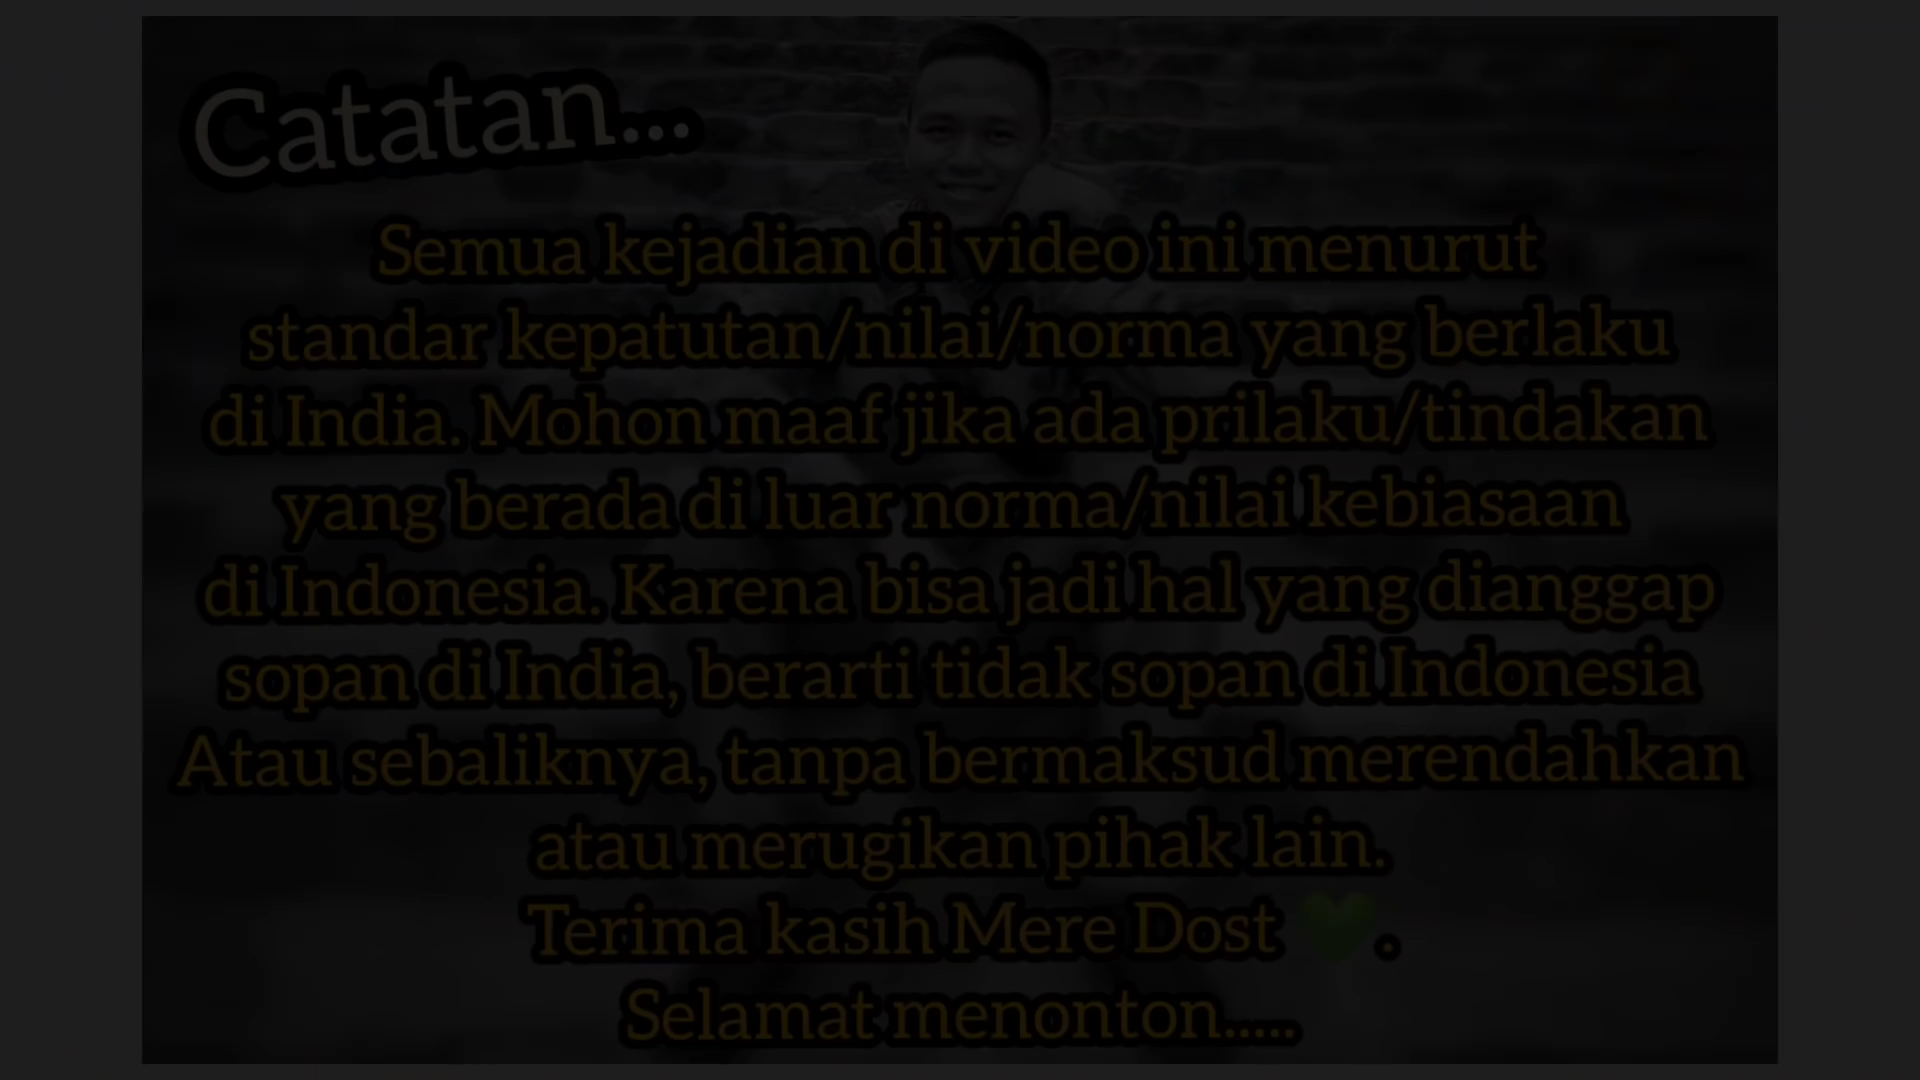 Catatan...
Semua kejadian di video ini menurut
standar kepatutan/nilai/norma yang berlaku
di India. Mohon maaf jika ada prilaku/tindakan
yang berada di luar norma/nilai kebiasaan
di Indonesia. Karena bisa jadi hal yang dianggap
sopan di India, berarti tidak sopan di Indonesia
Atau sebaliknya, tanpa bermaksud merendahkan
atau merugikan pihak lain.
Terima kasih Mere Dost 💚.
Selamat menonton.....